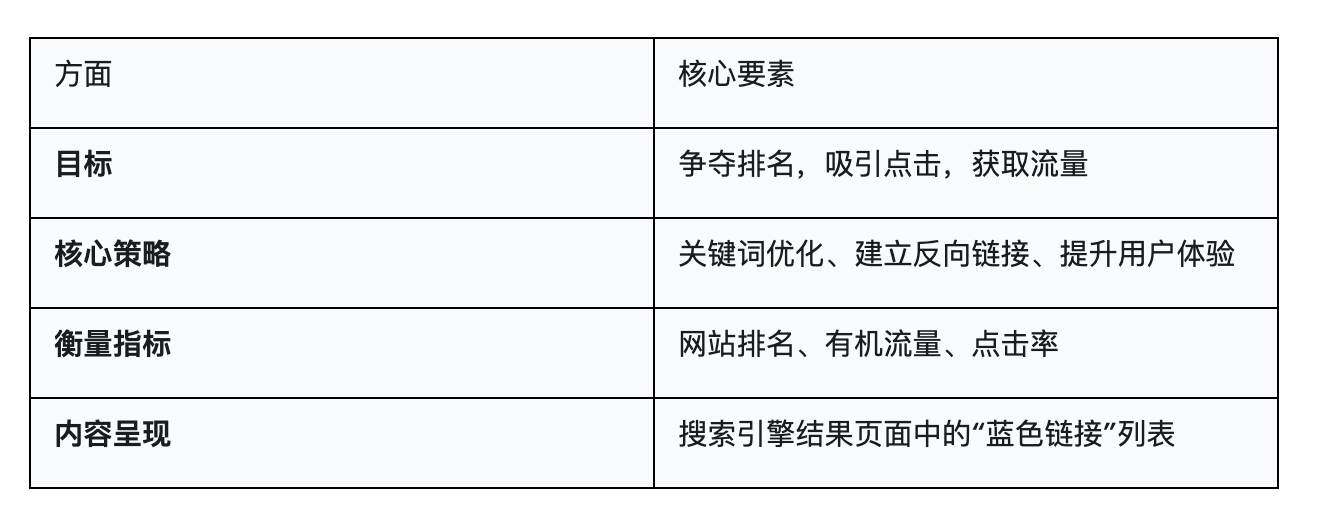 方面
核心要素
目标
争夺排名，吸引点击，获取流量
核心策略
关键词优化、建立反向链接、提升用户体验
衡量指标
网站排名、有机流量、点击率
内容呈现
搜索引擎结果页面中的“蓝色链接”列表